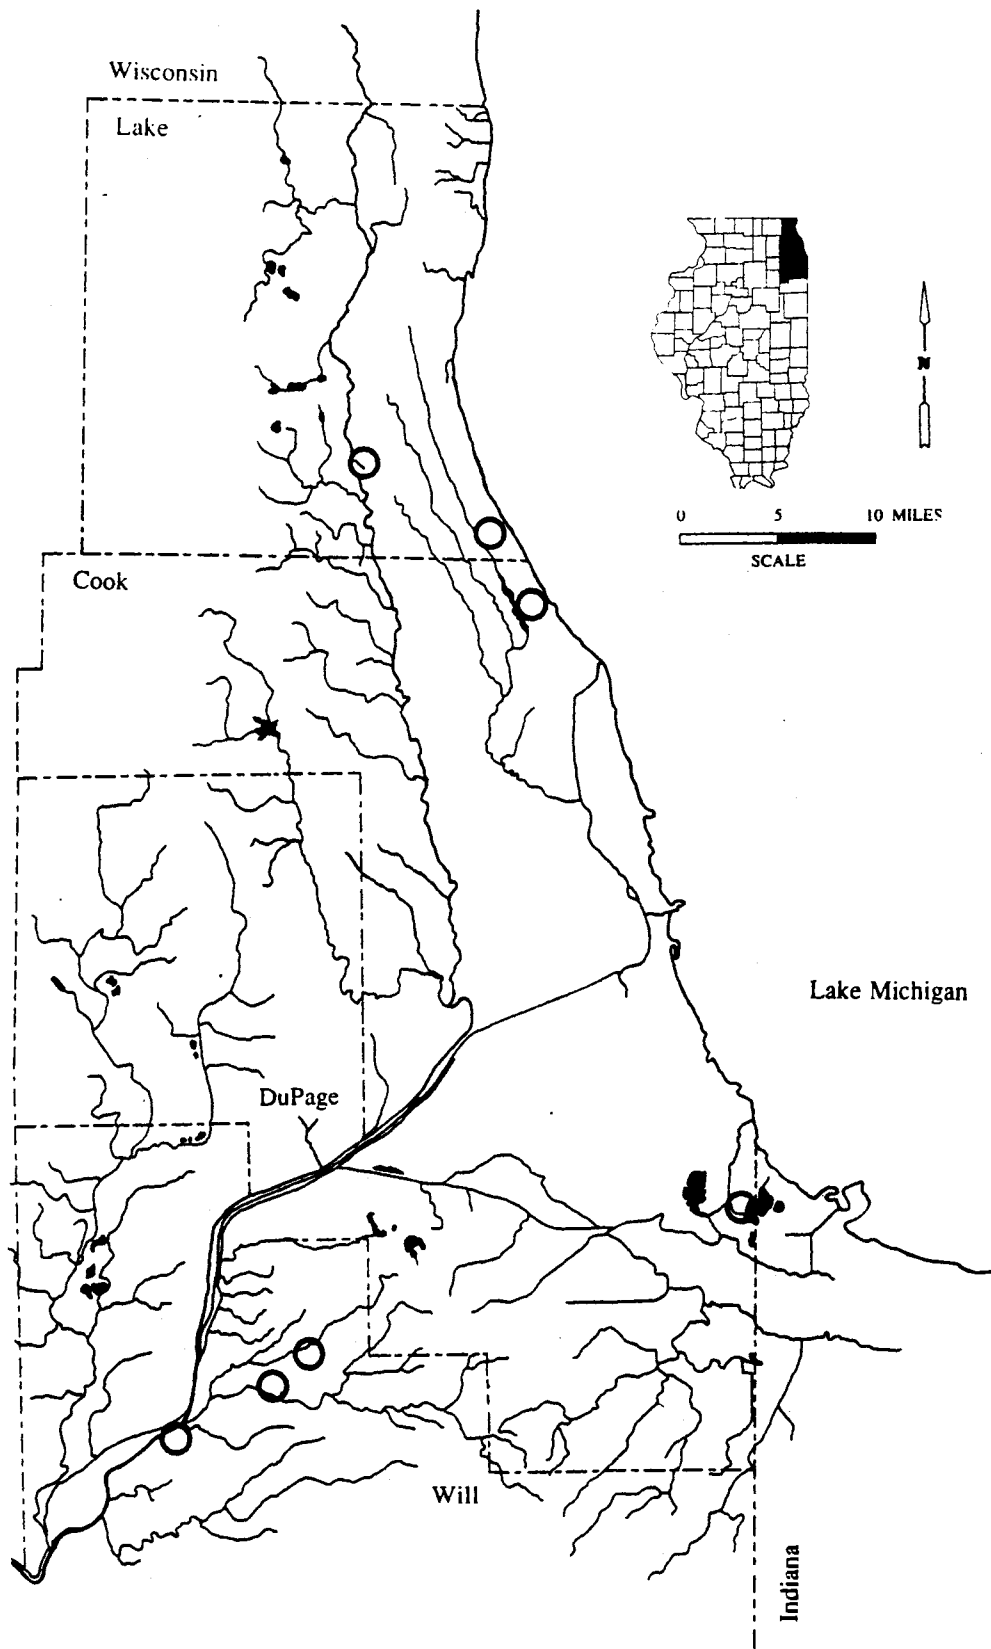 Wisconsin
Lake
N
0 5 10 MILES
SCALE
Cook
Lake Michigan
DuPage
Will
Indiana